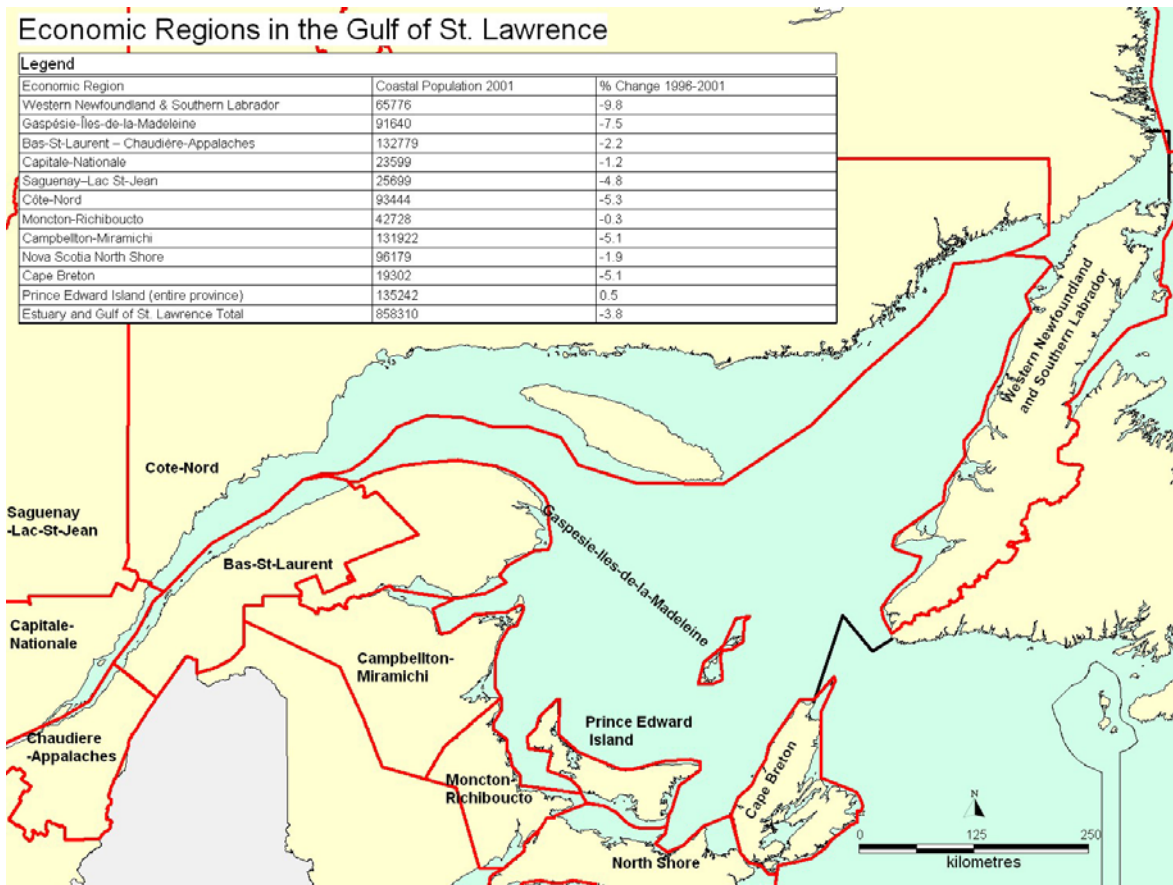 Economic Regions in the Gulf of St. Lawrence
Legend
Economic Region Coastal Population 2001 % Change 1996-2001
Western Newfoundland & Southern Labrador 65776 -9.8
Gaspésie-Îles-de-la-Madeleine 91640 -7.5
Bas-St-Laurent – Chaudière-Appalaches 132779 -2.2
Capitale-Nationale 23599 -1.2
Saguenay–Lac St-Jean 25699 -4.8
Côte-Nord 93444 -5.3
Moncton-Richiboucto 42728 -0.3
Campbellton-Miramichi 131922 -5.1
Nova Scotia North Shore 96179 -1.9
Cape Breton 19302 -5.1
Prince Edward Island (entire province) 135242 0.5
Estuary and Gulf of St. Lawrence Total 858310 -3.8
Western Newfoundland
and Southern Labrador
Cote-Nord
Saguenay
-Lac-St-Jean
Bas-St-Laurent
Gaspesie-Iles-de-la-Madeleine
Capitale-
Nationale
Campbellton-
Miramichi
Prince Edward
Island
Chaudiere
-Appalaches
Moncton-
Richiboucto
Cape Breton
North Shore
N
0 125 250
kilometres